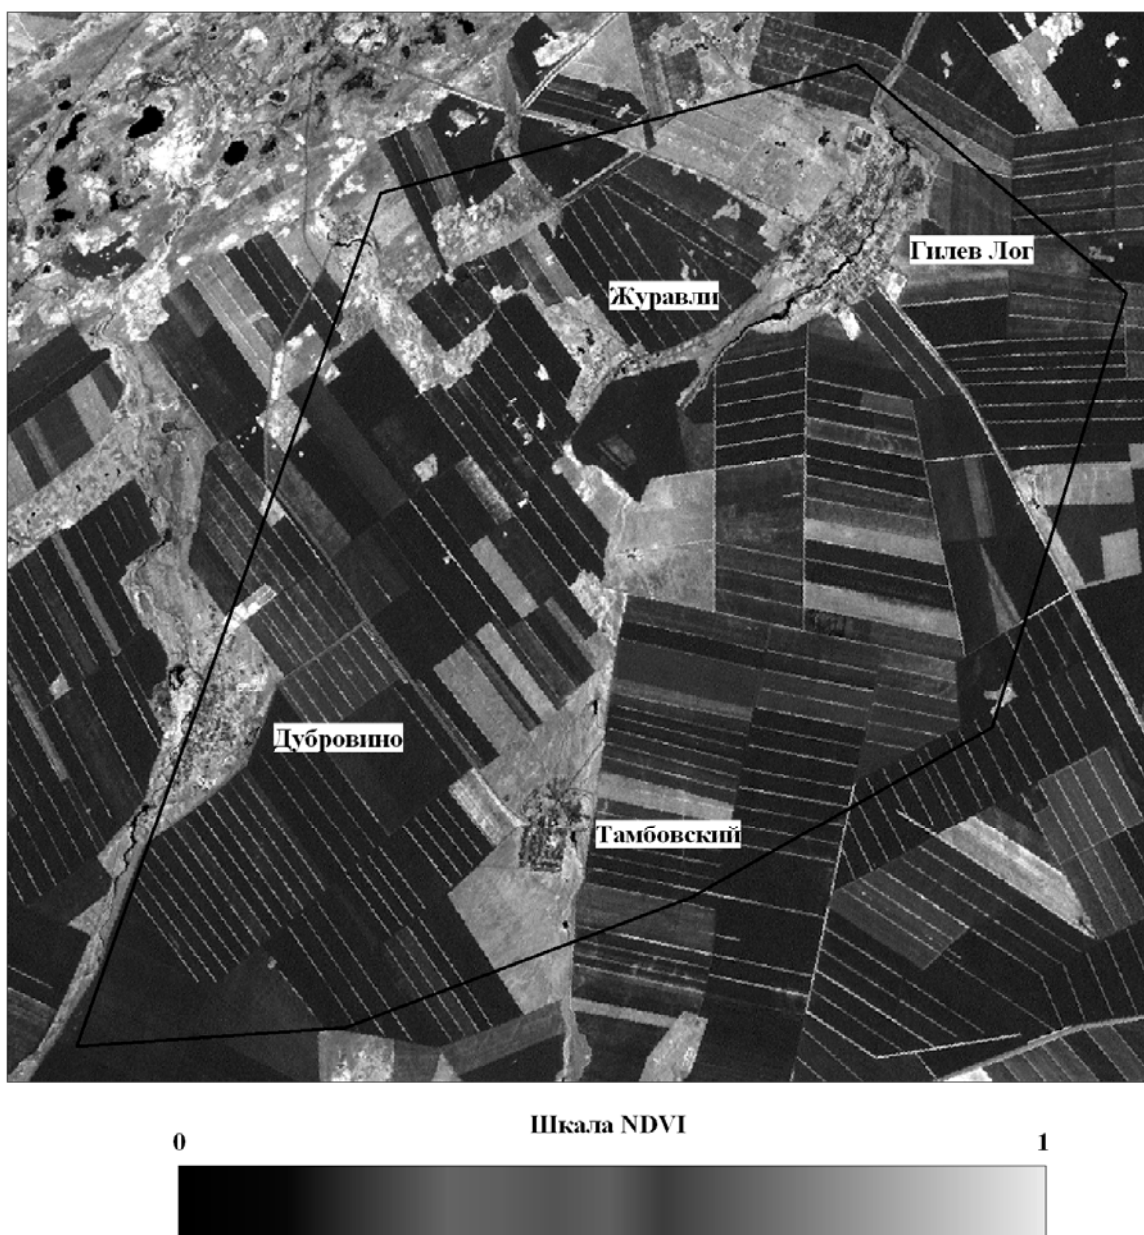 Гилев Лог
Журавли
Дубровино
Тамбовский
Шкала NDVI
0
1